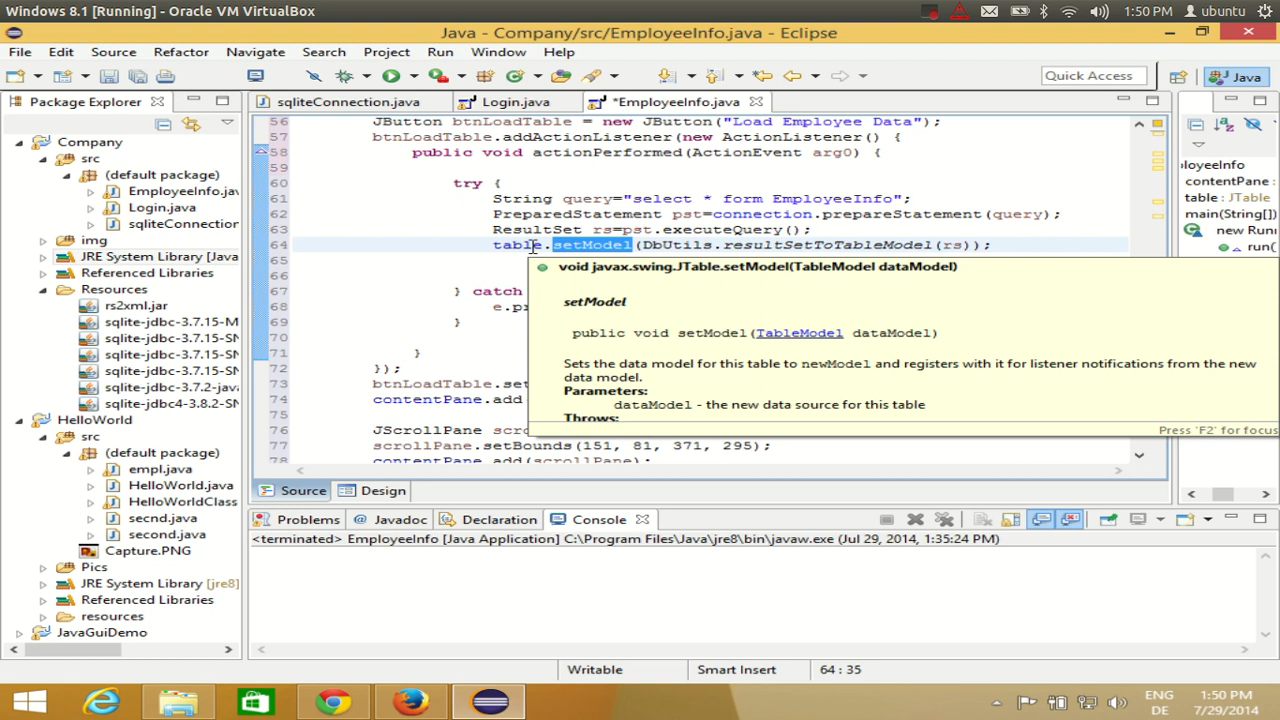 Windows 8.1 [Running] - Oracle VM VirtualBox
1:50 PM
ubuntu
Java - Company/src/EmployeeInfo.java - Eclipse
File Edit Source Refactor Navigate Search Project Run Window Help
Quick Access
Java
Package Explorer
sqliteConnection.java
Login.java
*EmployeeInfo.java
Company
src
(default package)
EmployeeInfo.jav
Login.java
sqliteConnection
img
JRE System Library [Java
Referenced Libraries
Resources
rs2xml.jar
sqlite-jdbc-3.7.15-M
sqlite-jdbc-3.7.15-SN
sqlite-jdbc-3.7.15-SN
sqlite-jdbc-3.7.15-SN
sqlite-jdbc-3.7.2-java
sqlite-jdbc4-3.8.2-SN
HelloWorld
src
(default package)
empl.java
HelloWorld.java
HelloWorldClass
secnd.java
second.java
Capture.PNG
Pics
JRE System Library [jre8]
Referenced Libraries
resources
JavaGuiDemo
56 JButton btnLoadTable = new JButton("Load Employee Data");
57 btnLoadTable.addActionListener(new ActionListener() {
58 public void actionPerformed(ActionEvent arg0) {
59
60 try {
61 String query="select * form EmployeeInfo";
62 PreparedStatement pst=connection.prepareStatement(query);
63 ResultSet rs=pst.executeQuery();
64 table.setModel(DbUtils.resultSetToTableModel(rs));
65
66
67 } catch
68 e.pr
69 }
70
71 }
72 });
73 btnLoadTable.set
74 contentPane.add
75
76 JScrollPane scro
77 scrollPane.setBounds(151, 81, 371, 295);
78 contentPane.add(scrollPane);
void javax.swing.JTable.setModel(TableModel dataModel)
setModel
public void setModel(TableModel dataModel)
Sets the data model for this table to newModel and registers with it for listener notifications from the new
data model.
Parameters:
dataModel - the new data source for this table
Throws:
Press 'F2' for focus
ployeeInfo
contentPane :
table : JTable
main(String[])
new Runn
run()
Source
Design
Problems
Javadoc
Declaration
Console
<terminated> EmployeeInfo [Java Application] C:\Program Files\Java\jre8\bin\javaw.exe (Jul 29, 2014, 1:35:24 PM)
Writable
Smart Insert
64 : 35
ENG
DE
1:50 PM
7/29/2014